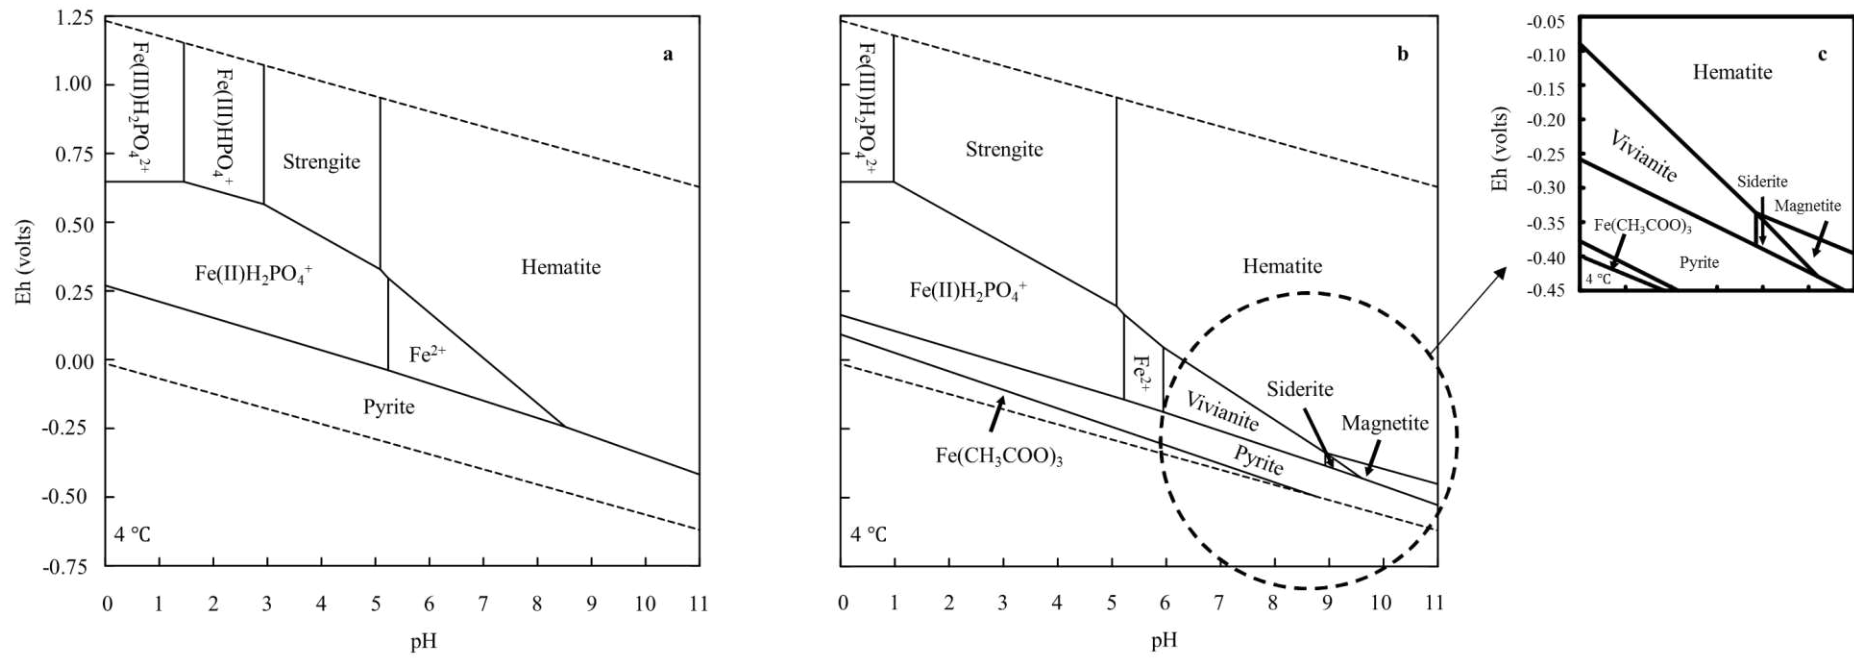 a
1.25
1.00
0.75
0.50
0.25
0.00
-0.25
-0.50
-0.75
Eh (volts)
Fe(III)H₂PO₄²⁺
Fe(III)HPO₄⁺
Strengite
Fe(II)H₂PO₄⁺
Hematite
Fe²⁺
Pyrite
4 °C
0 1 2 3 4 5 6 7 8 9 10 11
pH
b
Fe(III)H₂PO₄²⁺
Strengite
Fe(II)H₂PO₄⁺
Hematite
Fe²⁺
Siderite
Vivianite
Magnetite
Fe(CH₃COO)₃
Pyrite
4 °C
0 1 2 3 4 5 6 7 8 9 10 11
pH
c
-0.05
-0.10
-0.15
-0.20
-0.25
-0.30
-0.35
-0.40
-0.45
Eh (volts)
Hematite
Vivianite
Siderite
Magnetite
Fe(CH₃COO)₃
Pyrite
4 °C